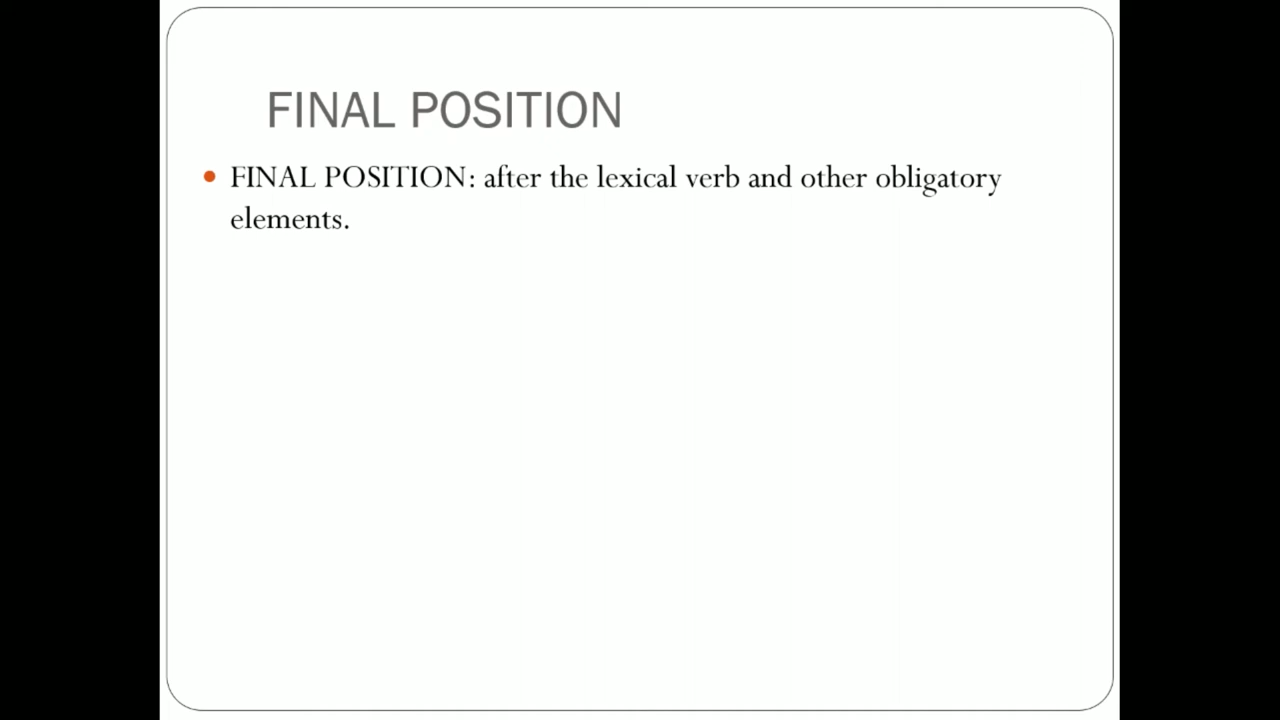 FINAL POSITION
FINAL POSITION: after the lexical verb and other obligatory
elements.